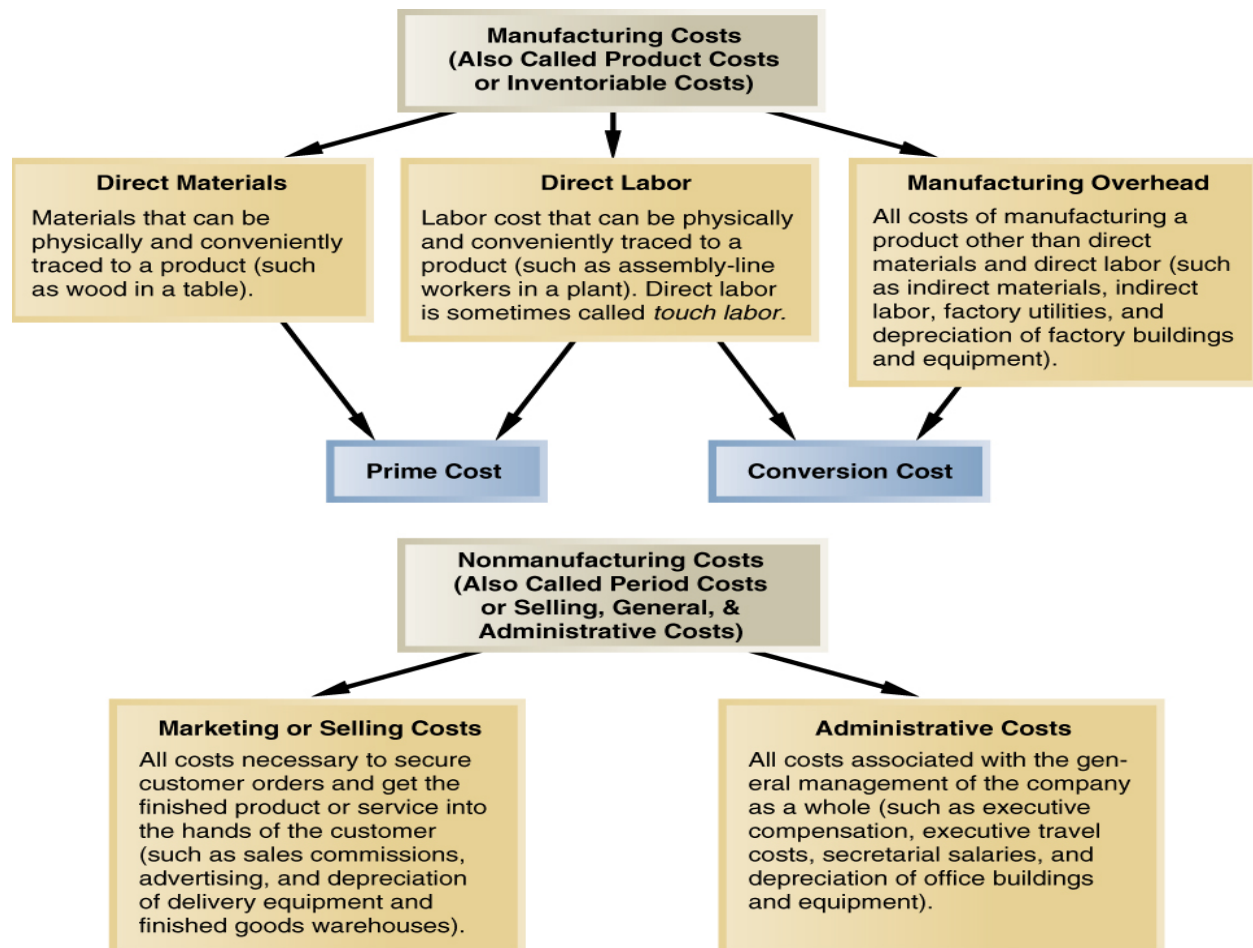 Manufacturing Costs
(Also Called Product Costs
or Inventoriable Costs)
Direct Materials
Materials that can be
physically and conveniently
traced to a product (such
as wood in a table).
Direct Labor
Labor cost that can be physically
and conveniently traced to a
product (such as assembly-line
workers in a plant). Direct labor
is sometimes called touch labor.
Manufacturing Overhead
All costs of manufacturing a
product other than direct
materials and direct labor (such
as indirect materials, indirect
labor, factory utilities, and
depreciation of factory buildings
and equipment).
Prime Cost
Conversion Cost
Nonmanufacturing Costs
(Also Called Period Costs
or Selling, General, &
Administrative Costs)
Marketing or Selling Costs
All costs necessary to secure
customer orders and get the
finished product or service into
the hands of the customer
(such as sales commissions,
advertising, and depreciation
of delivery equipment and
finished goods warehouses).
Administrative Costs
All costs associated with the gen-
eral management of the company
as a whole (such as executive
compensation, executive travel
costs, secretarial salaries, and
depreciation of office buildings
and equipment).